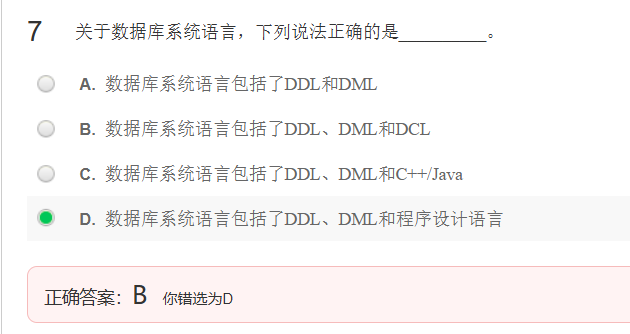 7 关于数据库系统语言，下列说法正确的是__________。
A. 数据库系统语言包括了DDL和DML
B. 数据库系统语言包括了DDL、DML和DCL
C. 数据库系统语言包括了DDL、DML和C++/Java
D. 数据库系统语言包括了DDL、DML和程序设计语言
正确答案：B 你错选为D